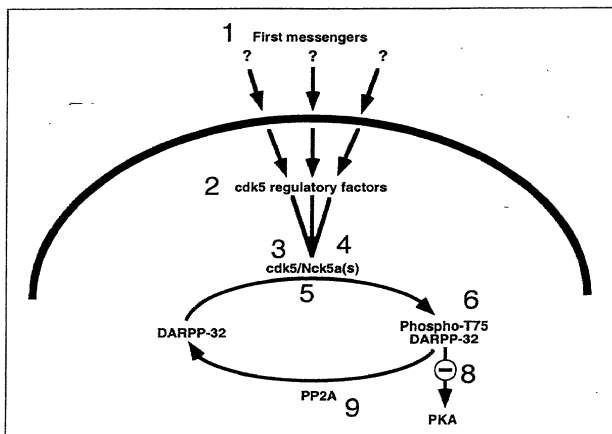 1 First messengers
? ? ?
2 cdk5 regulatory factors
3 4
cdk5/Nck5a(s)
5
6
DARPP-32
Phospho-T75
DARPP-32
8
PP2A 9
PKA